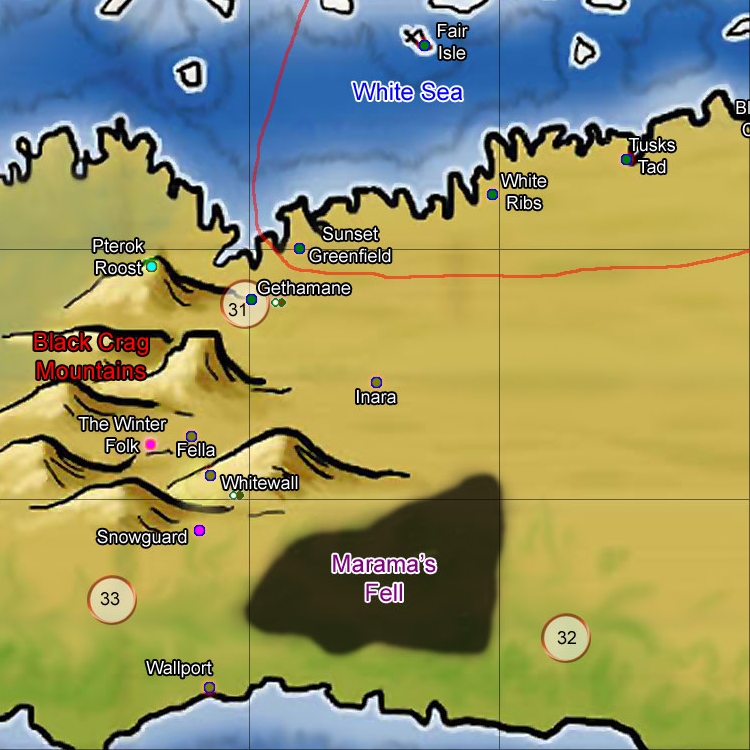 Fair
Isle
White Sea
Tusks
Tad
White
Ribs
Sunset
Greenfield
Pterok
Roost
Gethamane
31
Black Crag
Mountains
Inara
The Winter
Folk
Fella
Whitewall
Snowguard
Marama's
Fell
33
32
Wallport